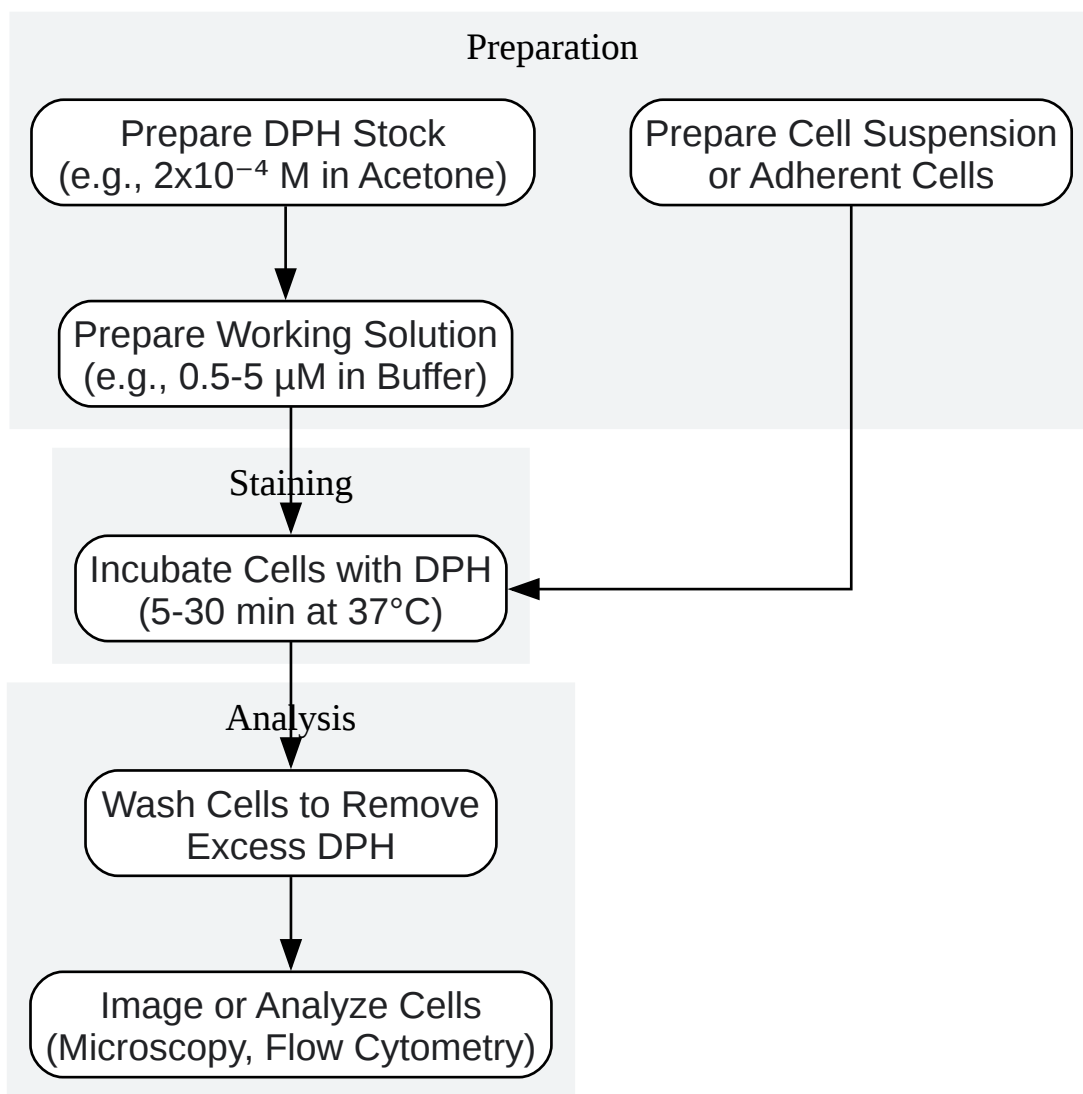 Preparation
Prepare DPH Stock
(e.g., 2x10⁻⁴ M in Acetone)
Prepare Cell Suspension
or Adherent Cells
Prepare Working Solution
(e.g., 0.5-5 µM in Buffer)
Staining
Incubate Cells with DPH
(5-30 min at 37°C)
Analysis
Wash Cells to Remove
Excess DPH
Image or Analyze Cells
(Microscopy, Flow Cytometry)